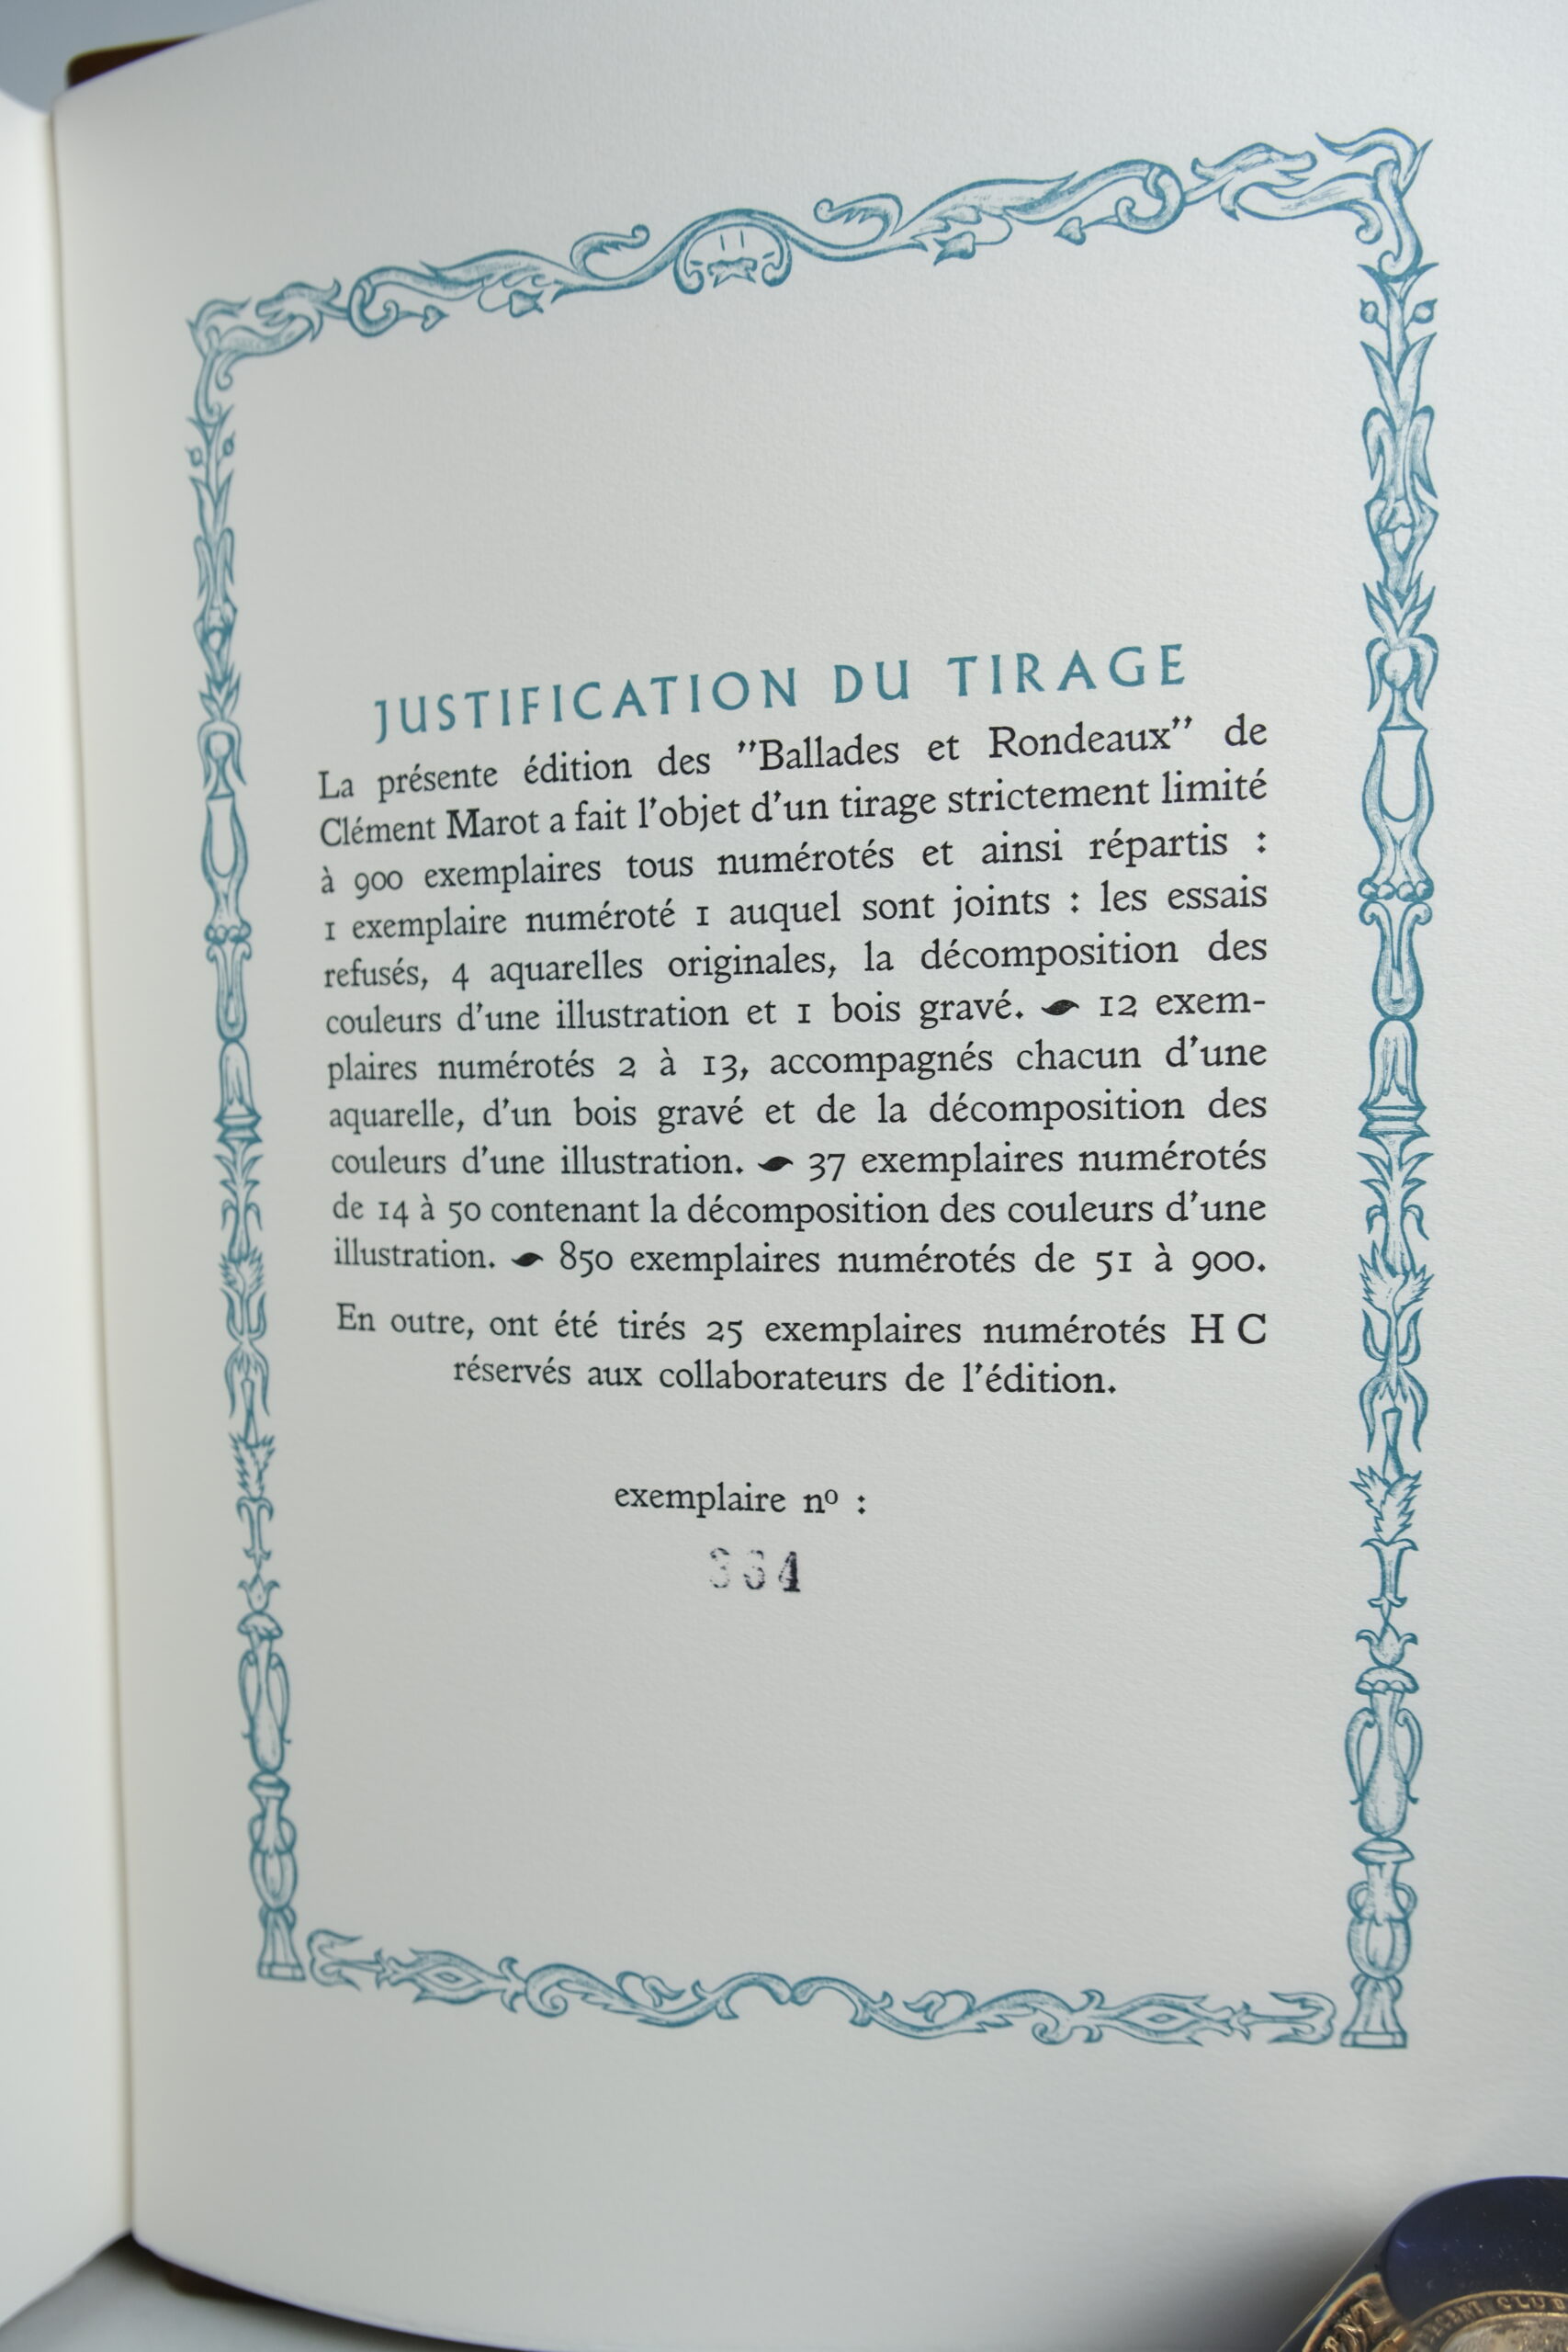 JUSTIFICATION DU TIRAGE
La présente édition des "Ballades et Rondeaux" de
Clément Marot a fait l'objet d'un tirage strictement limité
à 900 exemplaires tous numérotés et ainsi répartis :
1 exemplaire numéroté 1 auquel sont joints : les essais
refusés, 4 aquarelles originales, la décomposition des
couleurs d'une illustration et 1 bois gravé. 12 exem-
plaires numérotés 2 à 13, accompagnés chacun d'une
aquarelle, d'un bois gravé et de la décomposition des
couleurs d'une illustration. 37 exemplaires numérotés
de 14 à 50 contenant la décomposition des couleurs d'une
illustration. 850 exemplaires numérotés de 51 à 900.
En outre, ont été tirés 25 exemplaires numérotés H C
réservés aux collaborateurs de l'édition.
exemplaire nº :
CLUB